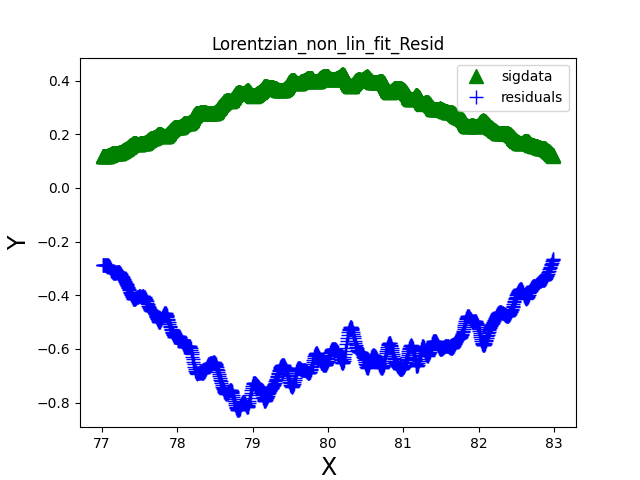 Lorentzian_non_lin_fit_Resid
sigdata
residuals
0.4
0.2
0.0
−0.2
−0.4
−0.6
−0.8
Y
77 78 79 80 81 82 83
X